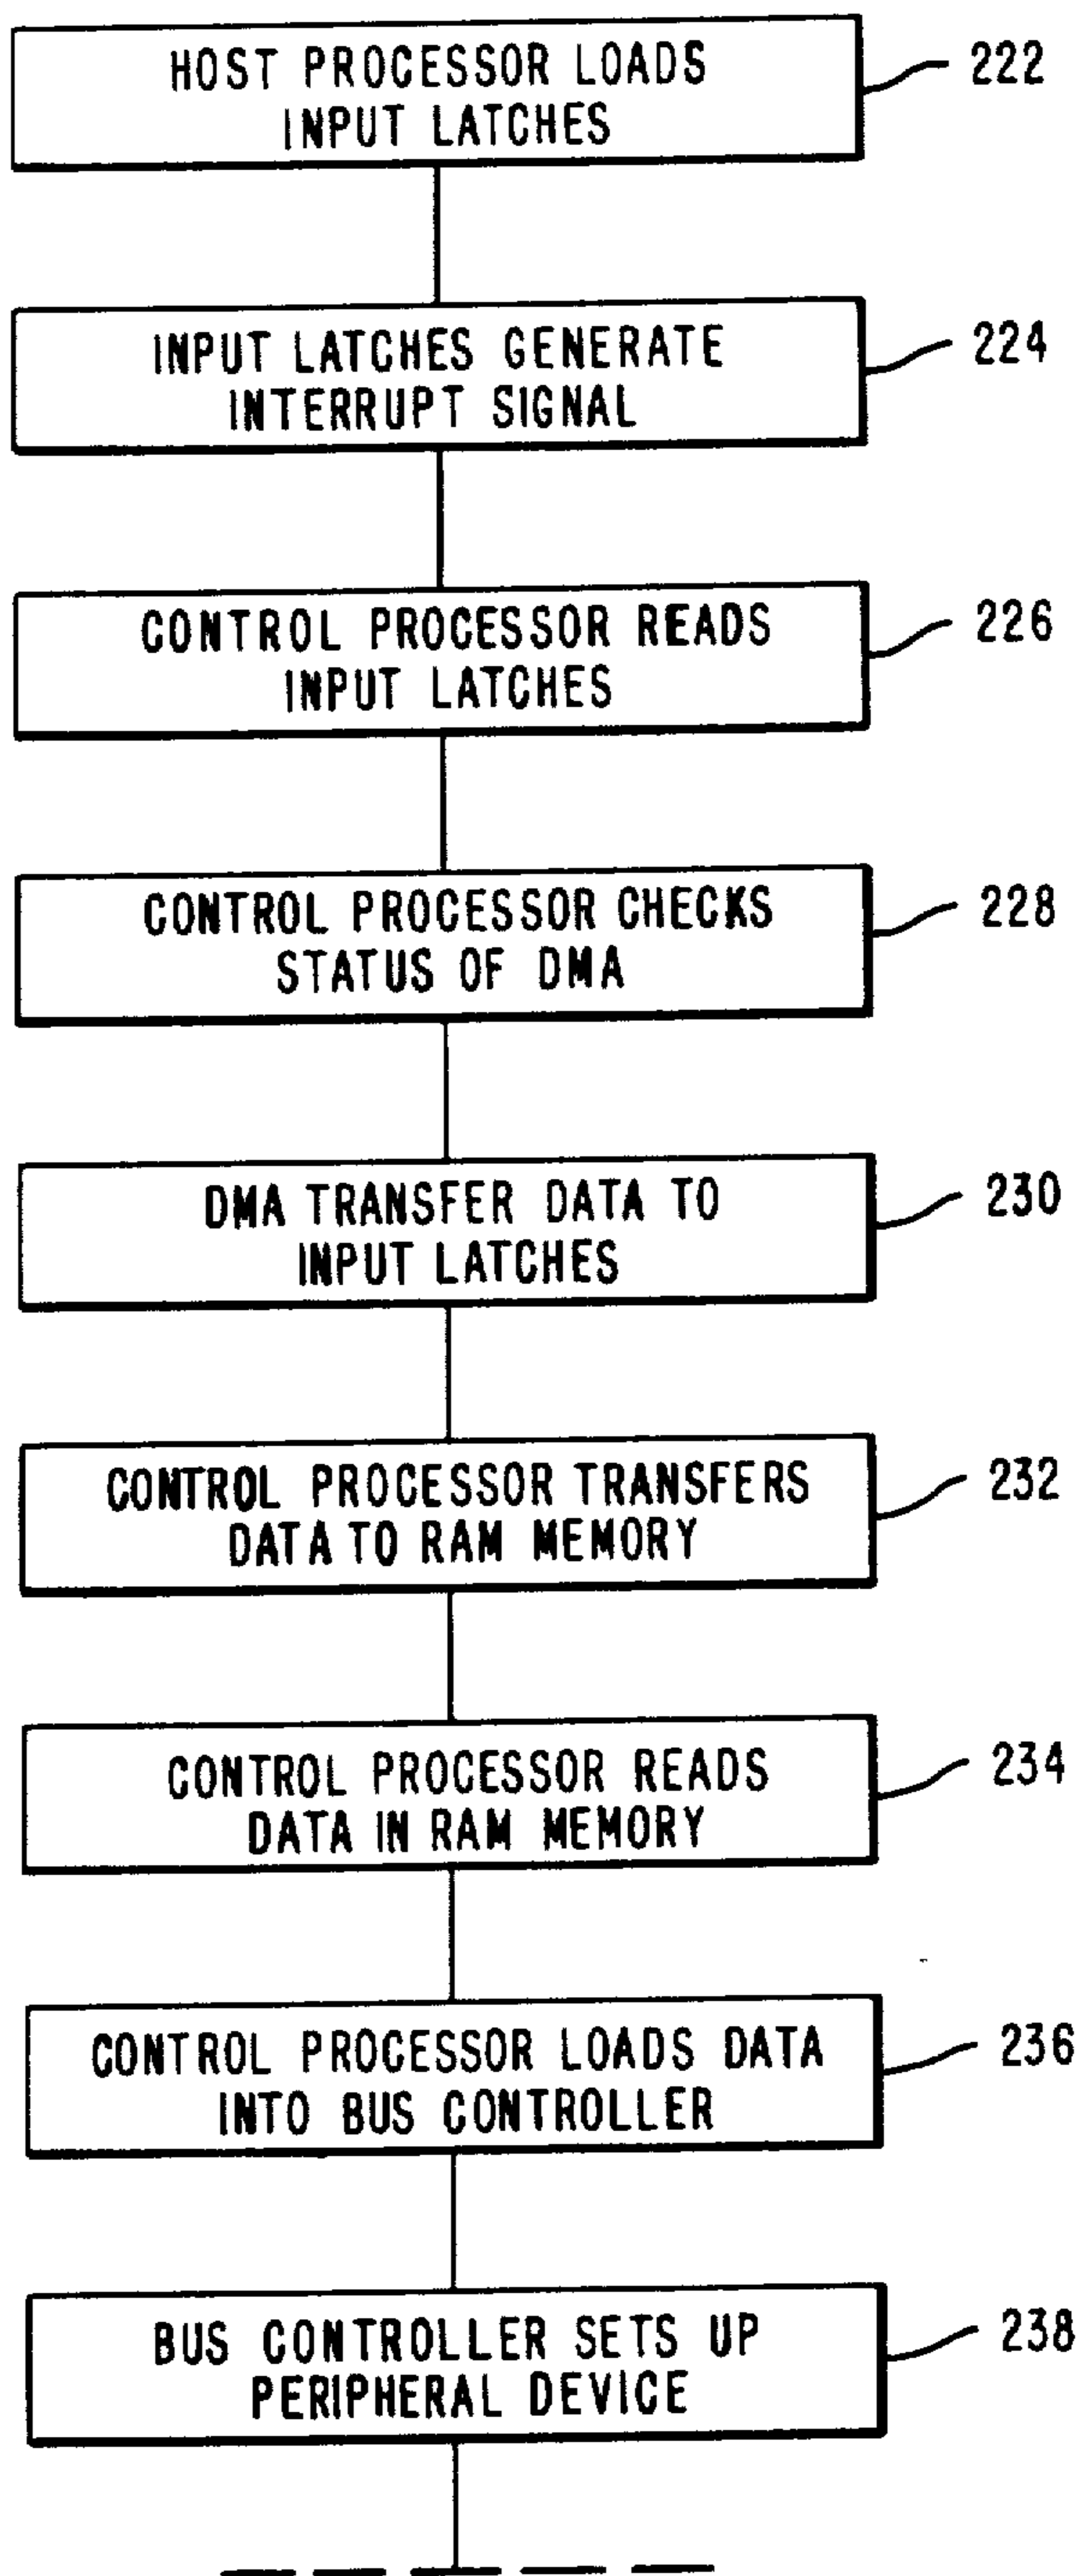 HOST PROCESSOR LOADS
INPUT LATCHES
222
INPUT LATCHES GENERATE
INTERRUPT SIGNAL
224
CONTROL PROCESSOR READS
INPUT LATCHES
226
CONTROL PROCESSOR CHECKS
STATUS OF DMA
228
DMA TRANSFER DATA TO
INPUT LATCHES
230
CONTROL PROCESSOR TRANSFERS
DATA TO RAM MEMORY
232
CONTROL PROCESSOR READS
DATA IN RAM MEMORY
234
CONTROL PROCESSOR LOADS DATA
INTO BUS CONTROLLER
236
BUS CONTROLLER SETS UP
PERIPHERAL DEVICE
238